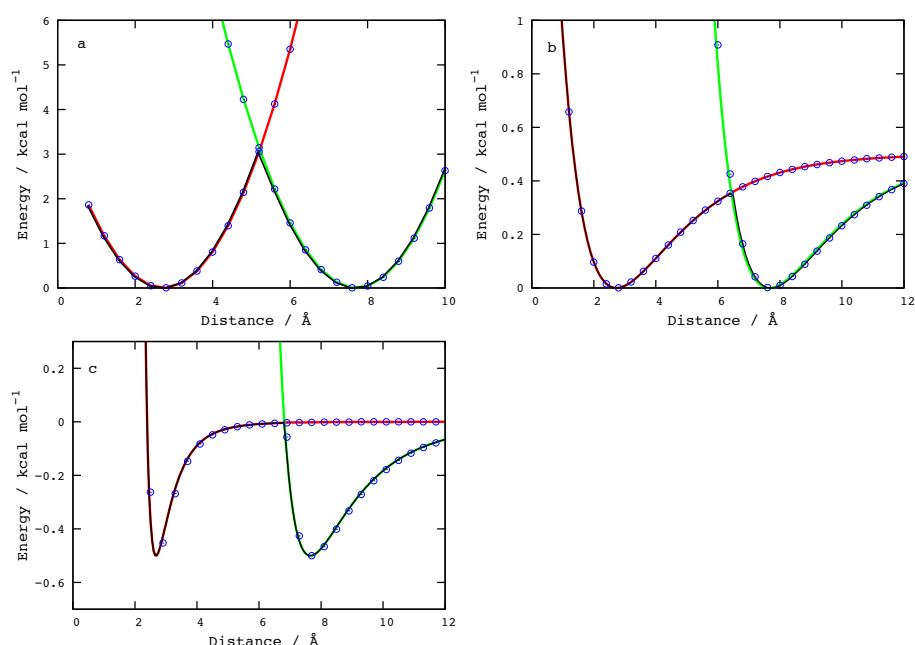 a
Energy / kcal mol⁻¹
6
5
4
3
2
1
0
0 2 4 6 8 10
Distance / Å
b
Energy / kcal mol⁻¹
1
0.8
0.6
0.4
0.2
0
0 2 4 6 8 10 12
Distance / Å
c
Energy / kcal mol⁻¹
0.2
0
-0.2
-0.4
-0.6
0 2 4 6 8 10 12
Distance / Å